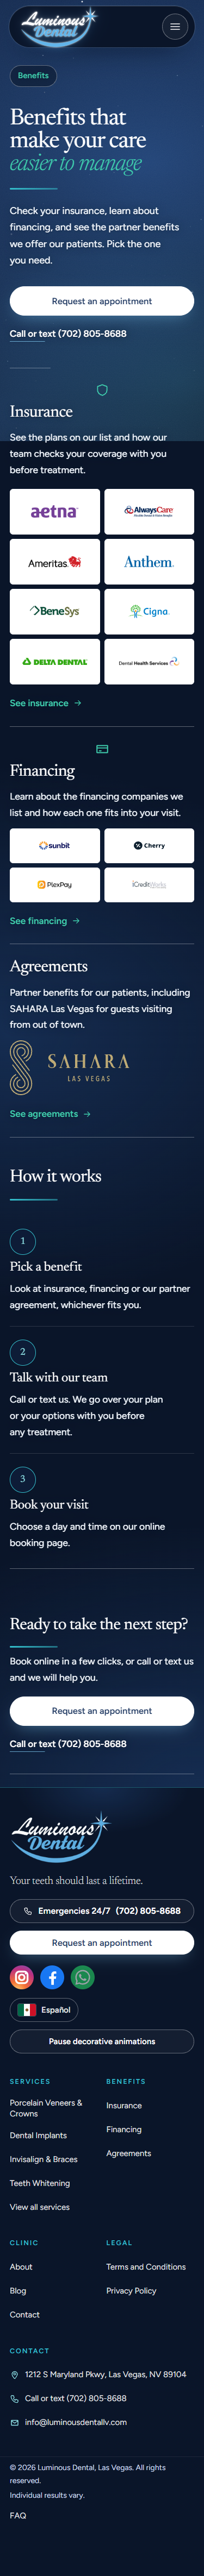 Luminous
Dental
Benefits
Benefits that
make your care
easier to manage
Check your insurance, learn about
financing, and see the partner benefits
we offer our patients. Pick the one
you need.
Request an appointment
Call or text (702) 805-8688
Insurance
See the plans on our list and how our
team checks your coverage with you
before treatment.
aetna
AlwaysCare
Ameritas
Anthem
BeneSys
Cigna
DELTA DENTAL
Dental Health Services
See insurance →
Financing
Learn about the financing companies we
list and how each one fits into your visit.
sunbit
Cherry
PlexPay
iCreditWorks
See financing →
Agreements
Partner benefits for our patients, including
SAHARA Las Vegas for guests visiting
from out of town.
SAHARA
LAS VEGAS
See agreements →
How it works
1
Pick a benefit
Look at insurance, financing or our partner
agreement, whichever fits you.
2
Talk with our team
Call or text us. We go over your plan
or your options with you before
any treatment.
3
Book your visit
Choose a day and time on our online
booking page.
Ready to take the next step?
Book online in a few clicks, or call or text us
and we will help you.
Request an appointment
Call or text (702) 805-8688
Luminous
Dental
Your teeth should last a lifetime.
Emergencies 24/7 (702) 805-8688
Request an appointment
Español
Pause decorative animations
SERVICES
Porcelain Veneers &
Crowns
Dental Implants
Invisalign & Braces
Teeth Whitening
View all services
BENEFITS
Insurance
Financing
Agreements
CLINIC
About
Blog
Contact
LEGAL
Terms and Conditions
Privacy Policy
CONTACT
1212 S Maryland Pkwy, Las Vegas, NV 89104
Call or text (702) 805-8688
info@luminousdentallv.com
© 2026 Luminous Dental, Las Vegas. All rights
reserved.
Individual results vary.
FAQ